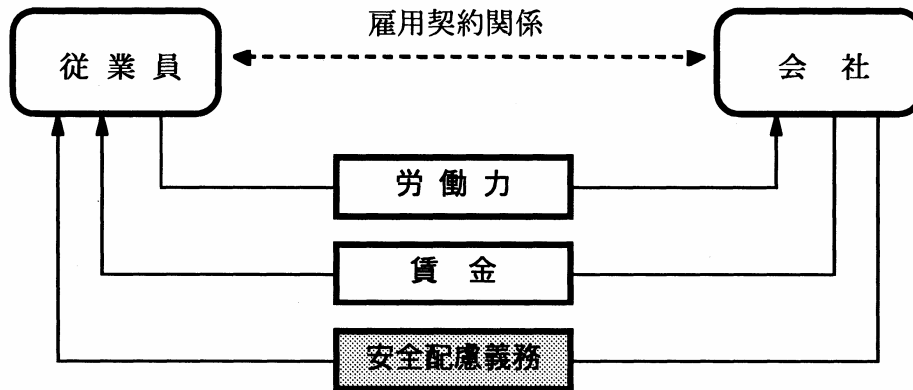 雇用契約関係
従業員
会社
労働力
賃金
安全配慮義務